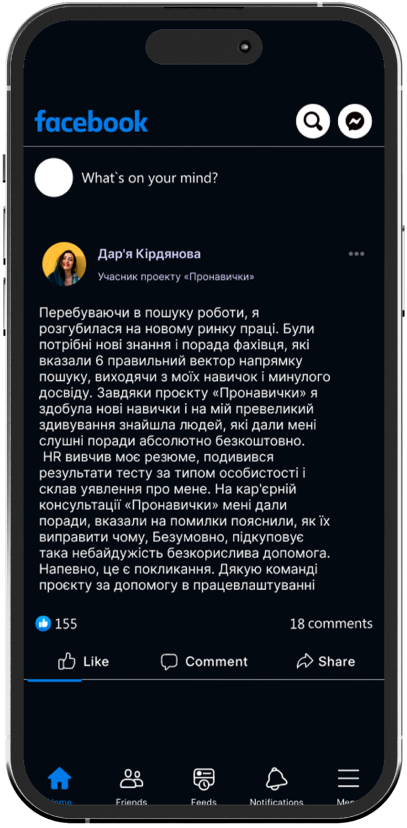 facebook
What`s on your mind?
Дар'я Кірдянова
Учасник проекту «Пронавички»
Перебуваючи в пошуку роботи, я
розгубилася на новому ринку праці. Були
потрібні нові знання і порада фахівця, які
вказали 6 правильний вектор напрямку
пошуку, виходячи з моїх навичок і минулого
досвіду. Завдяки проєкту «Пронавички» я
здобула нові навички і на мій превеликий
здивування знайшла людей, які дали мені
слушні поради абсолютно безкоштовно.
HR вивчив моє резюме, подивився
результати тесту за типом особистості і
склав уявлення про мене. На кар'єрній
консультації «Пронавички» мені дали
поради, вказали на помилки пояснили, як їх
виправити чому, Безумовно, підкуповує
така небайдужість безкорислива допомога.
Напевно, це є покликання. Дякую команді
проєкту за допомогу в працевлаштуванні
155 18 comments
Like Comment Share
Home Friends Feeds Notifications